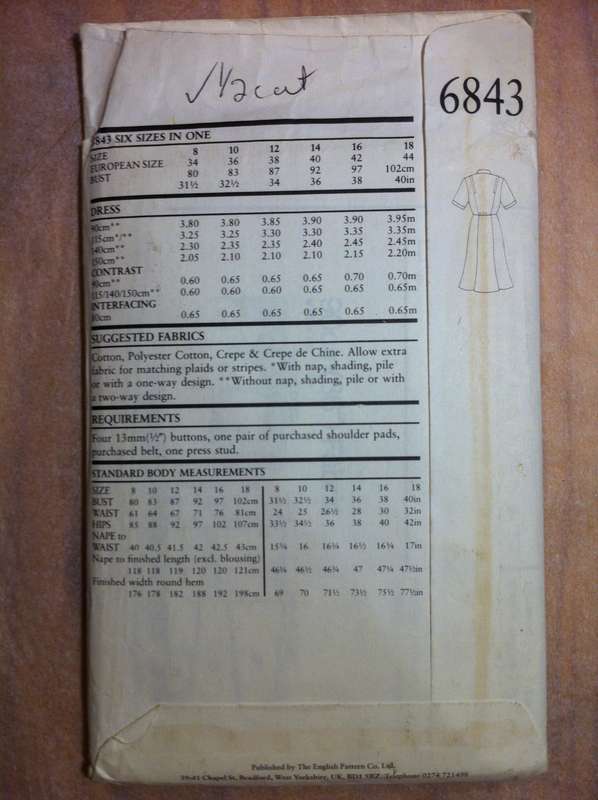 6843
6843 SIX SIZES IN ONE
SIZE 8 10 12 14 16 18
EUROPEAN SIZE 34 36 38 40 42 44
BUST 80 83 87 92 97 102cm
31½ 32½ 34 36 38 40in
DRESS
90cm** 3.80 3.80 3.85 3.90 3.90 3.95m
115cm*/** 3.25 3.25 3.30 3.30 3.35 3.35m
140cm** 2.30 2.35 2.35 2.40 2.45 2.45m
150cm** 2.05 2.10 2.10 2.10 2.15 2.20m
CONTRAST
90cm** 0.60 0.65 0.65 0.65 0.70 0.70m
115/140/150cm** 0.60 0.60 0.60 0.65 0.65 0.65m
INTERFACING
80cm 0.65 0.65 0.65 0.65 0.65 0.65m
SUGGESTED FABRICS
Cotton, Polyester Cotton, Crepe & Crepe de Chine. Allow extra
fabric for matching plaids or stripes. *With nap, shading, pile
or with a one-way design. **Without nap, shading, pile or with
a two-way design.
REQUIREMENTS
Four 13mm(½") buttons, one pair of purchased shoulder pads,
purchased belt, one press stud.
STANDARD BODY MEASUREMENTS
SIZE 8 10 12 14 16 18 8 10 12 14 16 18
BUST 80 83 87 92 97 102cm 31½ 32½ 34 36 38 40in
WAIST 61 64 67 71 76 81cm 24 25 26½ 28 30 32in
HIPS 85 88 92 97 102 107cm 33½ 34½ 36 38 40 42in
NAPE to
WAIST 40 40.5 41.5 42 42.5 43cm 15¾ 16 16¼ 16½ 16¾ 17in
Nape to finished length (excl. blousing)
118 118 119 120 120 121cm 46¼ 46½ 46¾ 47 47¼ 47½in
Finished width round hem
176 178 182 188 192 198cm 69 70 71½ 73½ 75½ 77½in
Published by The English Pattern Co. Ltd.
39-41 Chapel St, Bradford, West Yorkshire, UK, BD1 5BZ. Telephone 0274 721498